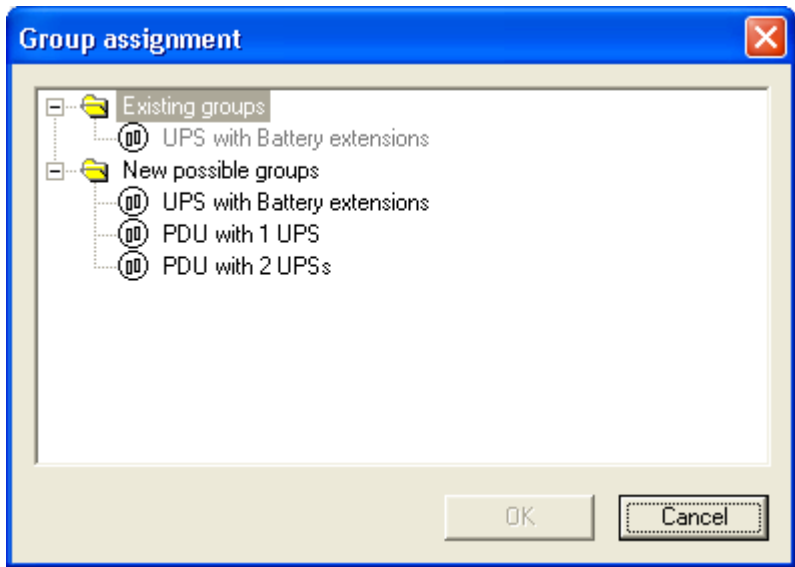 Group assignment
Existing groups
UPS with Battery extensions
New possible groups
UPS with Battery extensions
PDU with 1 UPS
PDU with 2 UPSs
OK
Cancel